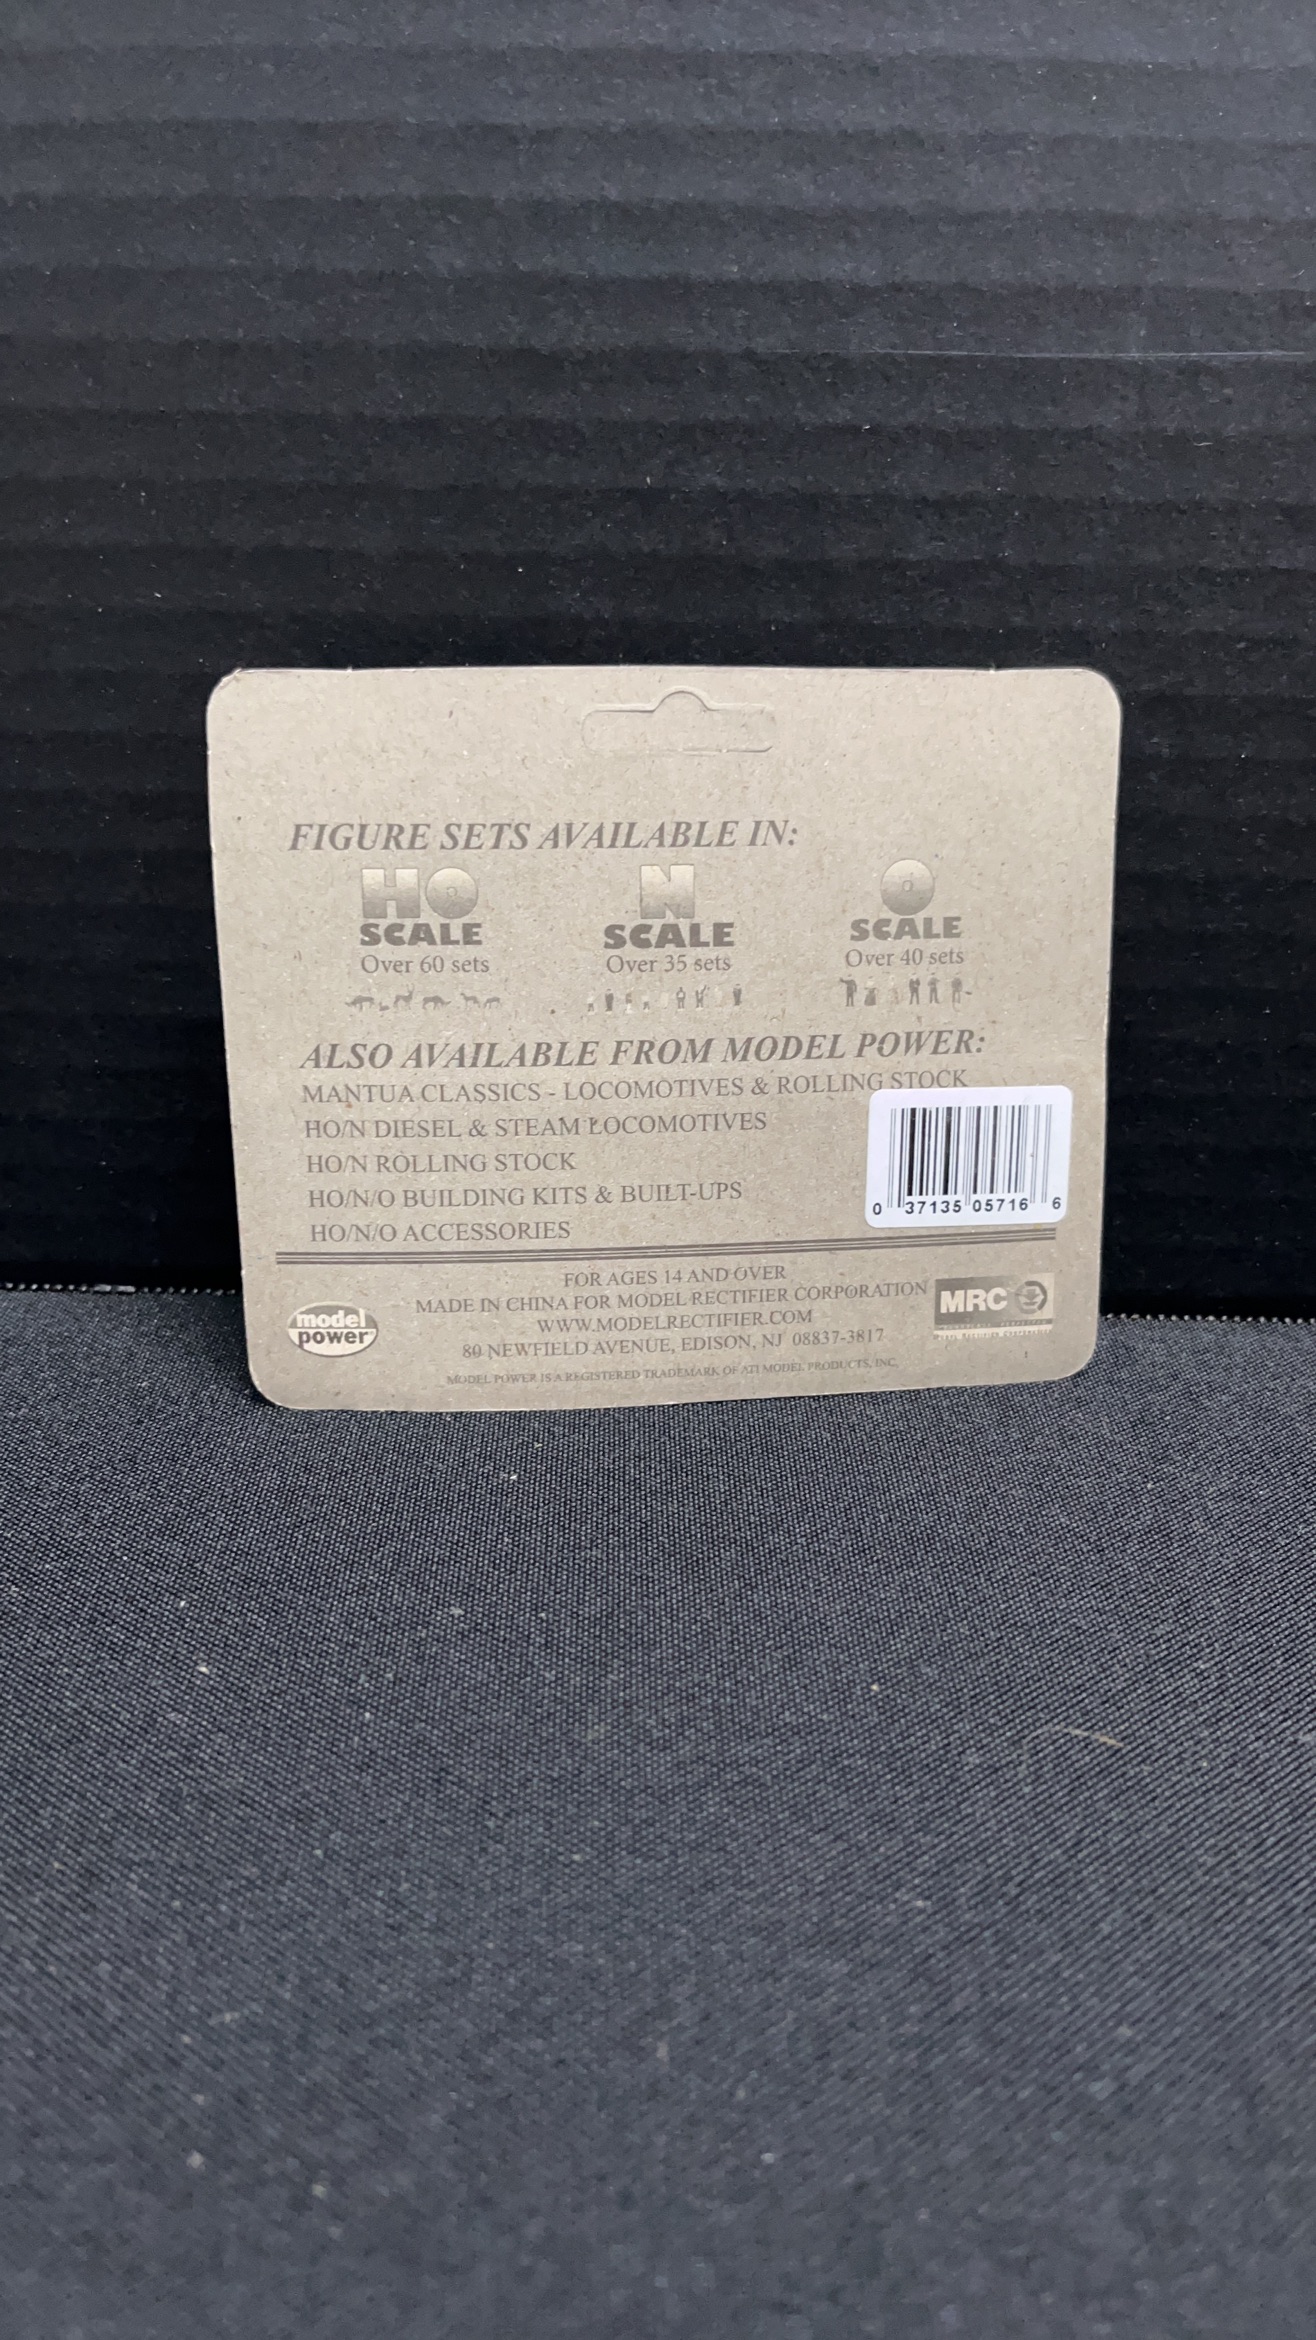 FIGURE SETS AVAILABLE IN:
HO N O
SCALE SCALE SCALE
Over 60 sets Over 35 sets Over 40 sets
ALSO AVAILABLE FROM MODEL POWER:
MANTUA CLASSICS - LOCOMOTIVES & ROLLING STOCK
HO/N DIESEL & STEAM LOCOMOTIVES
HO/N ROLLING STOCK
HO/N/O BUILDING KITS & BUILT-UPS
0 37135 05716 6
HO/N/O ACCESSORIES
FOR AGES 14 AND OVER
MADE IN CHINA FOR MODEL RECTIFIER CORPORATION
WWW.MODELRECTIFIER.COM
80 NEWFIELD AVENUE, EDISON, NJ 08837-3817
MODEL POWER IS A REGISTERED TRADEMARK OF ATI MODEL PRODUCTS, INC.
model
power
MRC